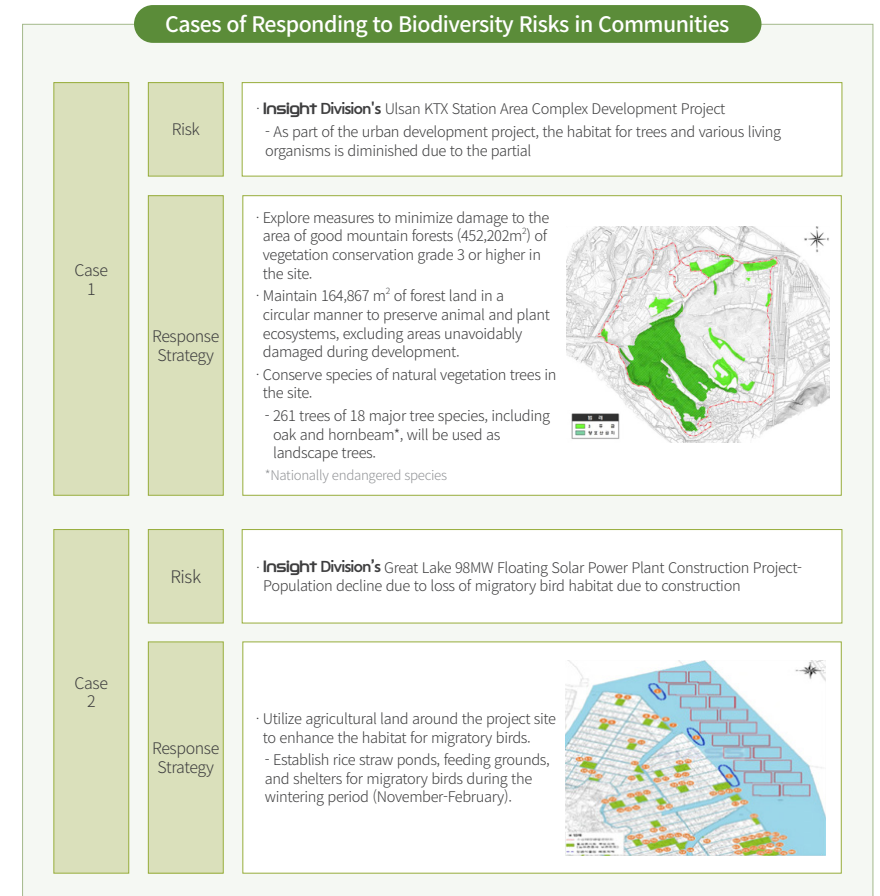 Cases of Responding to Biodiversity Risks in Communities
Case
1
Risk
· Insight Division's Ulsan KTX Station Area Complex Development Project
- As part of the urban development project, the habitat for trees and various living
organisms is diminished due to the partial
Response
Strategy
· Explore measures to minimize damage to the
area of good mountain forests (452,202m²) of
vegetation conservation grade 3 or higher in
the site.
· Maintain 164,867 m² of forest land in a
circular manner to preserve animal and plant
ecosystems, excluding areas unavoidably
damaged during development.
· Conserve species of natural vegetation trees in
the site.
- 261 trees of 18 major tree species, including
oak and hornbeam*, will be used as
landscape trees.
*Nationally endangered species
범 례
Case
2
Risk
· Insight Division's Great Lake 98MW Floating Solar Power Plant Construction Project-
Population decline due to loss of migratory bird habitat due to construction
Response
Strategy
· Utilize agricultural land around the project site
to enhance the habitat for migratory birds.
- Establish rice straw ponds, feeding grounds,
and shelters for migratory birds during the
wintering period (November-February).